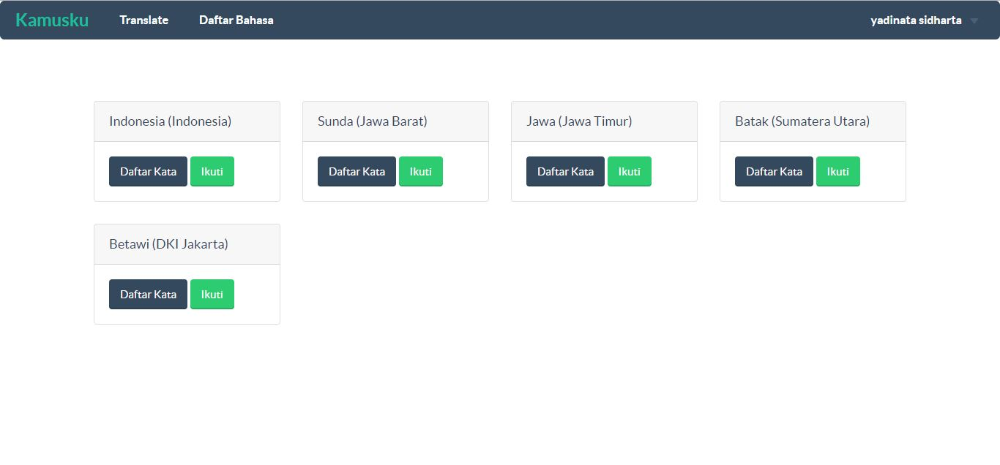 Kamusku Translate Daftar Bahasa yadinata sidharta
Indonesia (Indonesia)
Daftar Kata Ikuti
Sunda (Jawa Barat)
Daftar Kata Ikuti
Jawa (Jawa Timur)
Daftar Kata Ikuti
Batak (Sumatera Utara)
Daftar Kata Ikuti
Betawi (DKI Jakarta)
Daftar Kata Ikuti